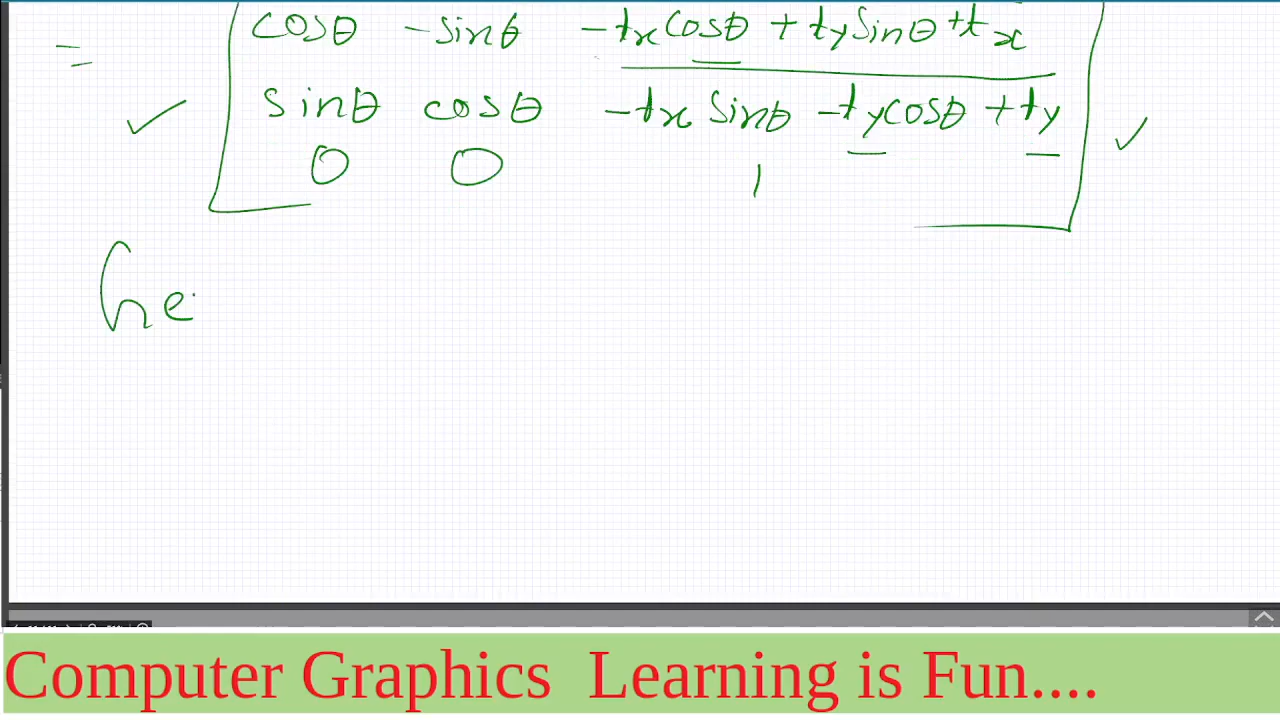 cosθ -sinθ -tx cosθ + ty sinθ + tx
=
sinθ cosθ -tx sinθ - ty cosθ + ty
0 0 1
Computer Graphics Learning is Fun....